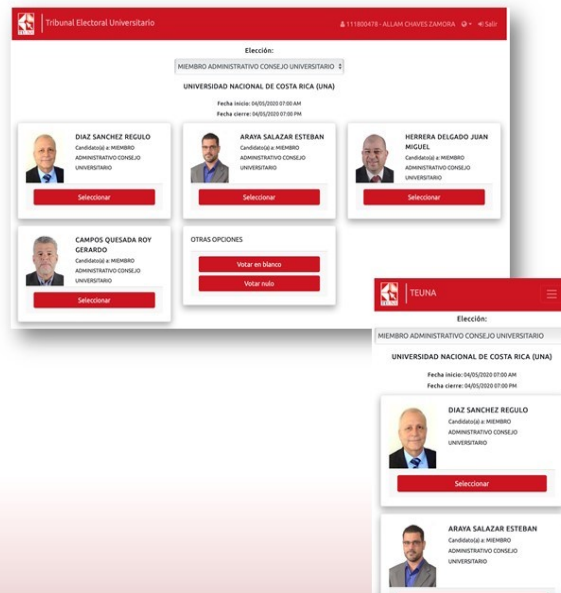 Tribunal Electoral Universitario
111800478 - ALLAM CHAVES ZAMORA
Salir
Elección:
MIEMBRO ADMINISTRATIVO CONSEJO UNIVERSITARIO
UNIVERSIDAD NACIONAL DE COSTA RICA (UNA)
Fecha inicio: 04/05/2020 07:00 AM
Fecha cierre: 04/05/2020 07:00 PM
DIAZ SANCHEZ REGULO
Candidato(a) a: MIEMBRO
ADMINISTRATIVO CONSEJO
UNIVERSITARIO
Seleccionar
ARAYA SALAZAR ESTEBAN
Candidato(a) a: MIEMBRO
ADMINISTRATIVO CONSEJO
UNIVERSITARIO
Seleccionar
HERRERA DELGADO JUAN
MIGUEL
Candidato(a) a: MIEMBRO
ADMINISTRATIVO CONSEJO
UNIVERSITARIO
Seleccionar
CAMPOS QUESADA ROY
GERARDO
Candidato(a) a: MIEMBRO
ADMINISTRATIVO CONSEJO
UNIVERSITARIO
Seleccionar
OTRAS OPCIONES
Votar en blanco
Votar nulo
TEUNA
Elección:
MIEMBRO ADMINISTRATIVO CONSEJO UNIVERSITARIO
UNIVERSIDAD NACIONAL DE COSTA RICA (UNA)
Fecha inicio: 04/05/2020 07:00 AM
Fecha cierre: 04/05/2020 07:00 PM
DIAZ SANCHEZ REGULO
Candidato(a) a: MIEMBRO
ADMINISTRATIVO CONSEJO
UNIVERSITARIO
Seleccionar
ARAYA SALAZAR ESTEBAN
Candidato(a) a: MIEMBRO
ADMINISTRATIVO CONSEJO
UNIVERSITARIO